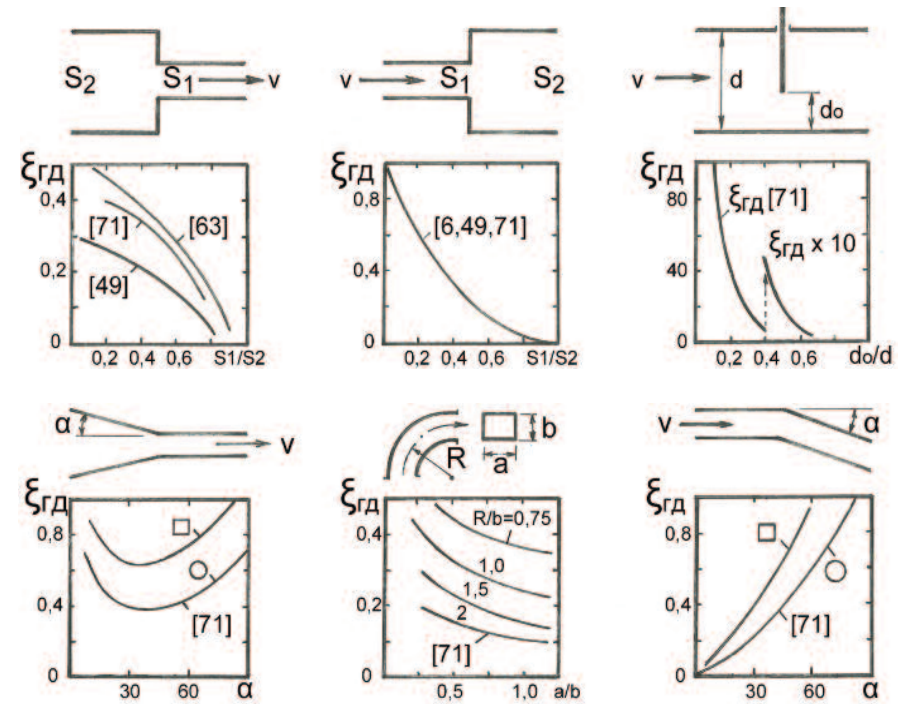 S₂ S₁ v
v S₁ S₂
v d dₒ
ξгд
0,4
0,2
0
[71] [63]
[49]
0,2 0,4 0,6 S1/S2
ξгд
0,8
0,4
0
[6,49,71]
0,2 0,4 0,6 S1/S2
ξгд
80
40
0
ξгд [71]
ξгд x 10
0,2 0,4 0,6 dₒ/d
α v
R a b
v α
ξгд
0,8
0,4
0
[71]
30 60 α
ξгд
0,4
0,2
0
R/b=0,75
1,0
1,5
2
[71]
0,5 1,0 a/b
ξгд
0,8
0,4
0
[71]
30 60 α